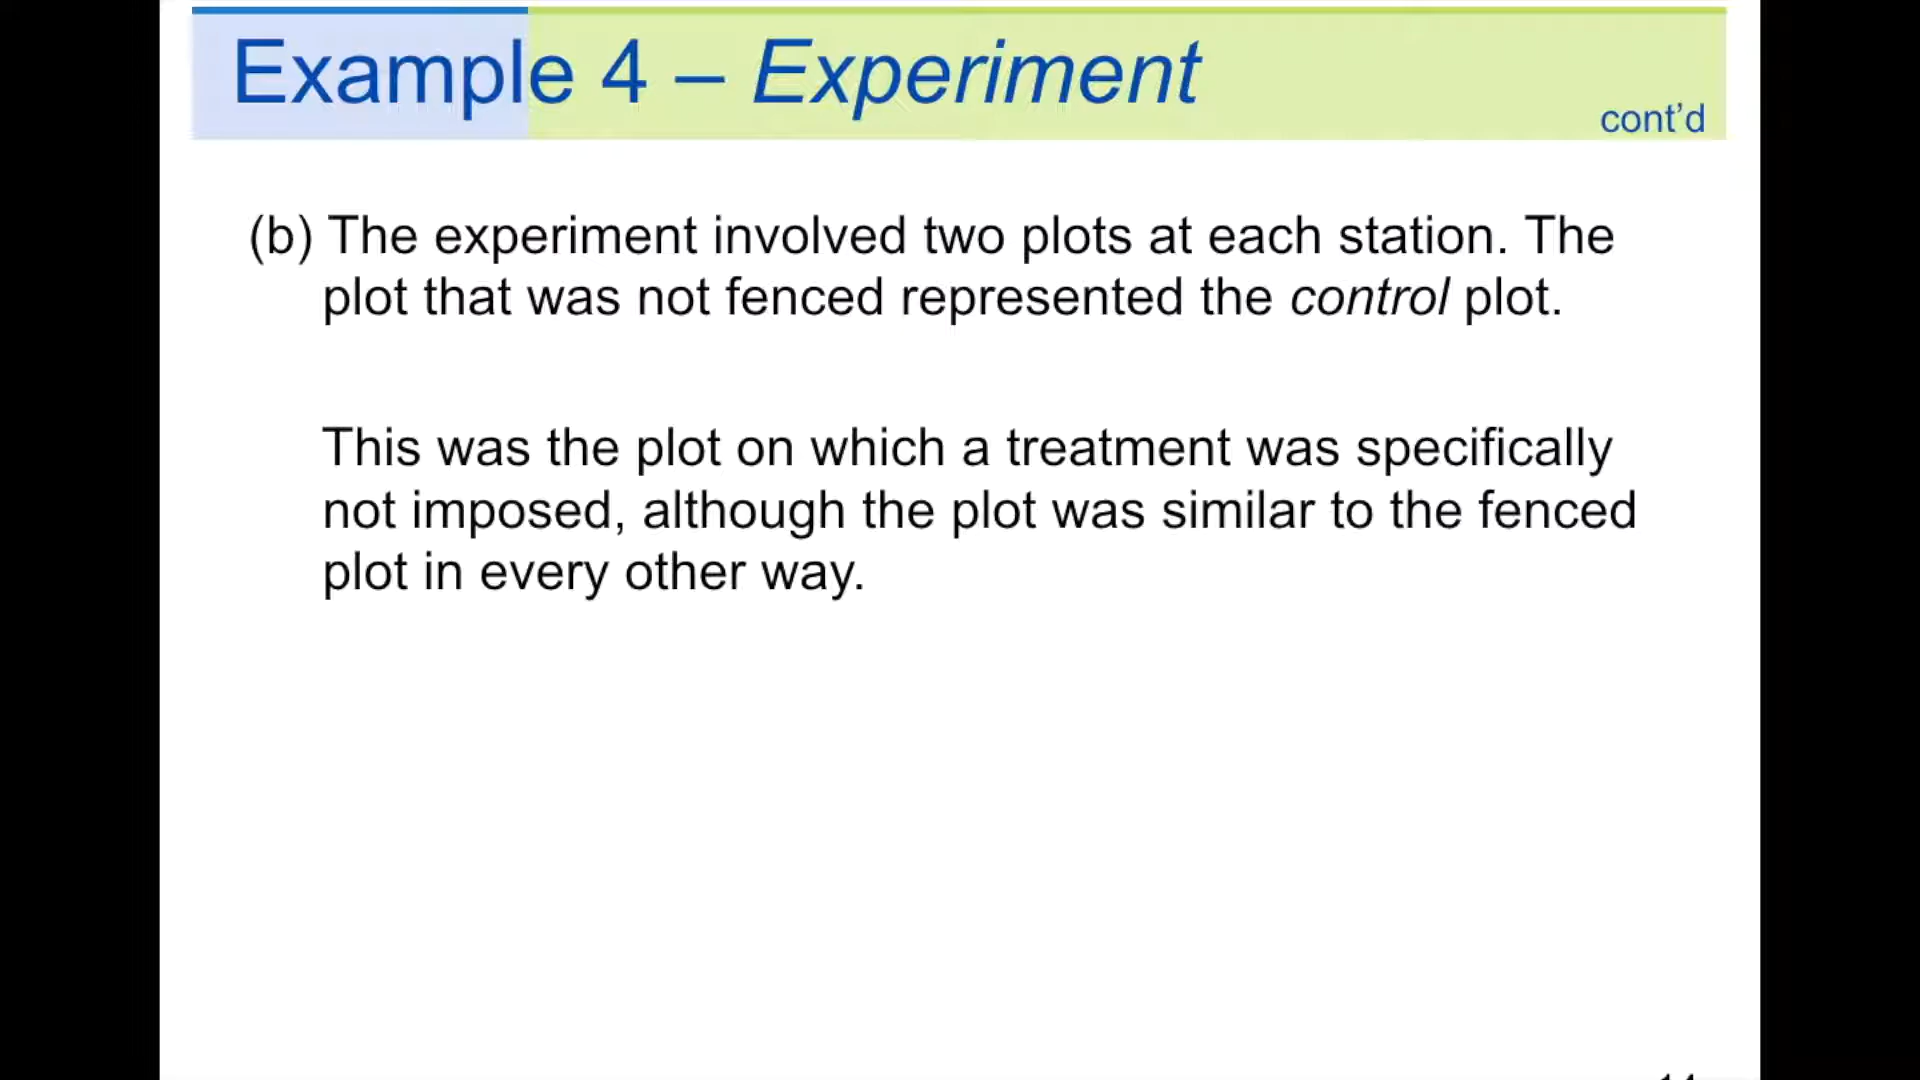 Example 4 – Experiment
cont’d
(b) The experiment involved two plots at each station. The
plot that was not fenced represented the control plot.
This was the plot on which a treatment was specifically
not imposed, although the plot was similar to the fenced
plot in every other way.